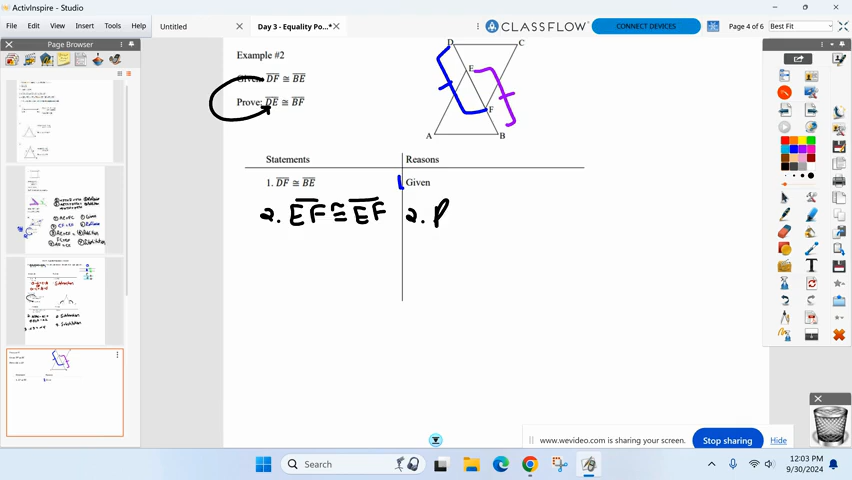 ActivInspire - Studio
File Edit View Insert Tools Help
Untitled
Day 3 - Equality Po...*
CLASSFLOW
CONNECT DEVICES
Page 4 of 6
Best Fit
Page Browser
Example #2
Given: DF ≅ BE
Prove: DE ≅ BF
D C
E
F
A B
Statements Reasons
1. DF ≅ BE Given
2. EF ≅ EF 2. P
www.wevideo.com is sharing your screen.
Stop sharing
Hide
Search
12:03 PM
9/30/2024